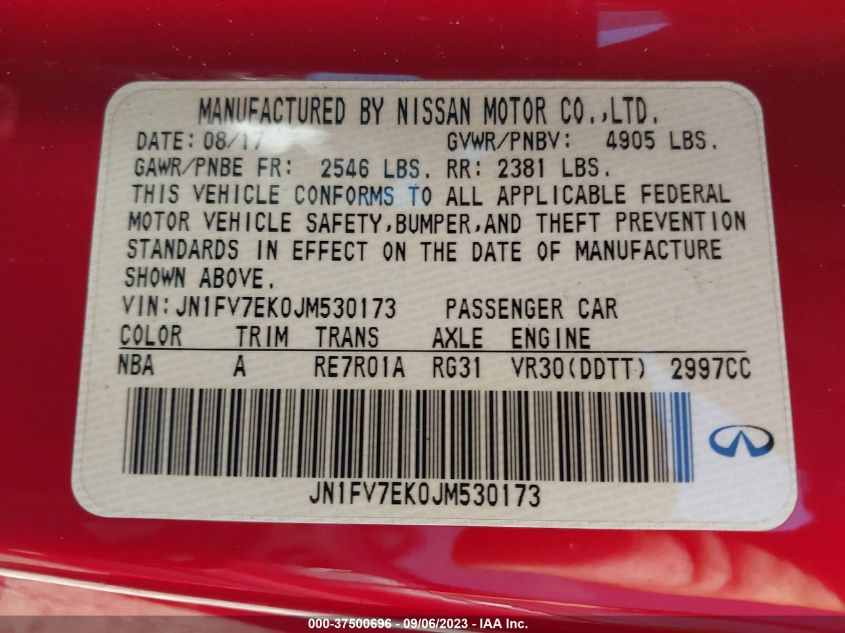 MANUFACTURED BY NISSAN MOTOR CO.,LTD.
DATE: 08/17 GVWR/PNBV: 4905 LBS.
GAWR/PNBE FR: 2546 LBS. RR: 2381 LBS.
THIS VEHICLE CONFORMS TO ALL APPLICABLE FEDERAL
MOTOR VEHICLE SAFETY,BUMPER,AND THEFT PREVENTION
STANDARDS IN EFFECT ON THE DATE OF MANUFACTURE
SHOWN ABOVE.
VIN:JN1FV7EK0JM530173 PASSENGER CAR
COLOR TRIM TRANS AXLE ENGINE
NBA A RE7R01A RG31 VR30(DDTT) 2997CC
JN1FV7EK0JM530173
000-37500696 - 09/06/2023 - IAA Inc.